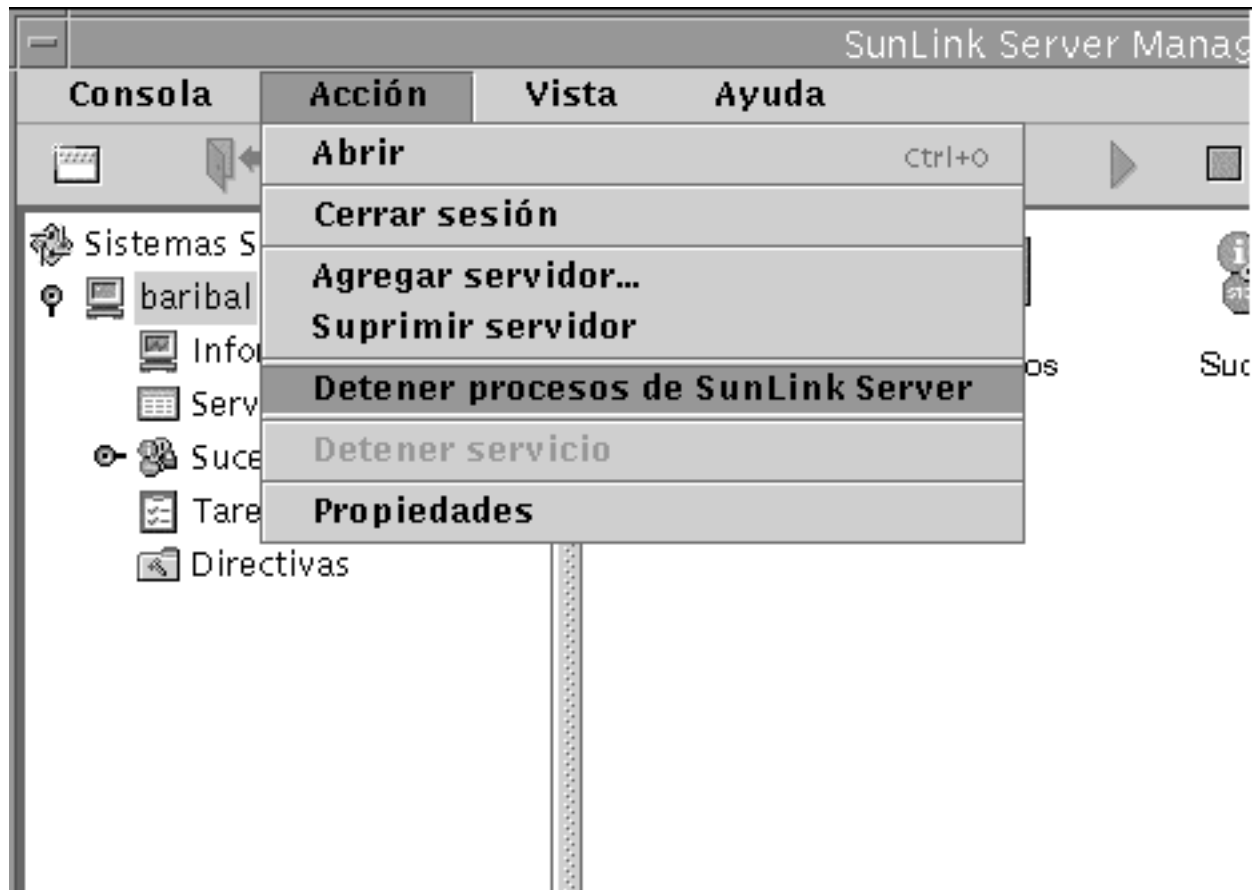 SunLink Server Manag
Consola Acción Vista Ayuda
Abrir Ctrl+O
Cerrar sesión
Sistemas S
Agregar servidor...
baribal
Suprimir servidor
Infor
os Suc
Detener procesos de SunLink Server
Serv
Detener servicio
Suce
Propiedades
Tare
Directivas